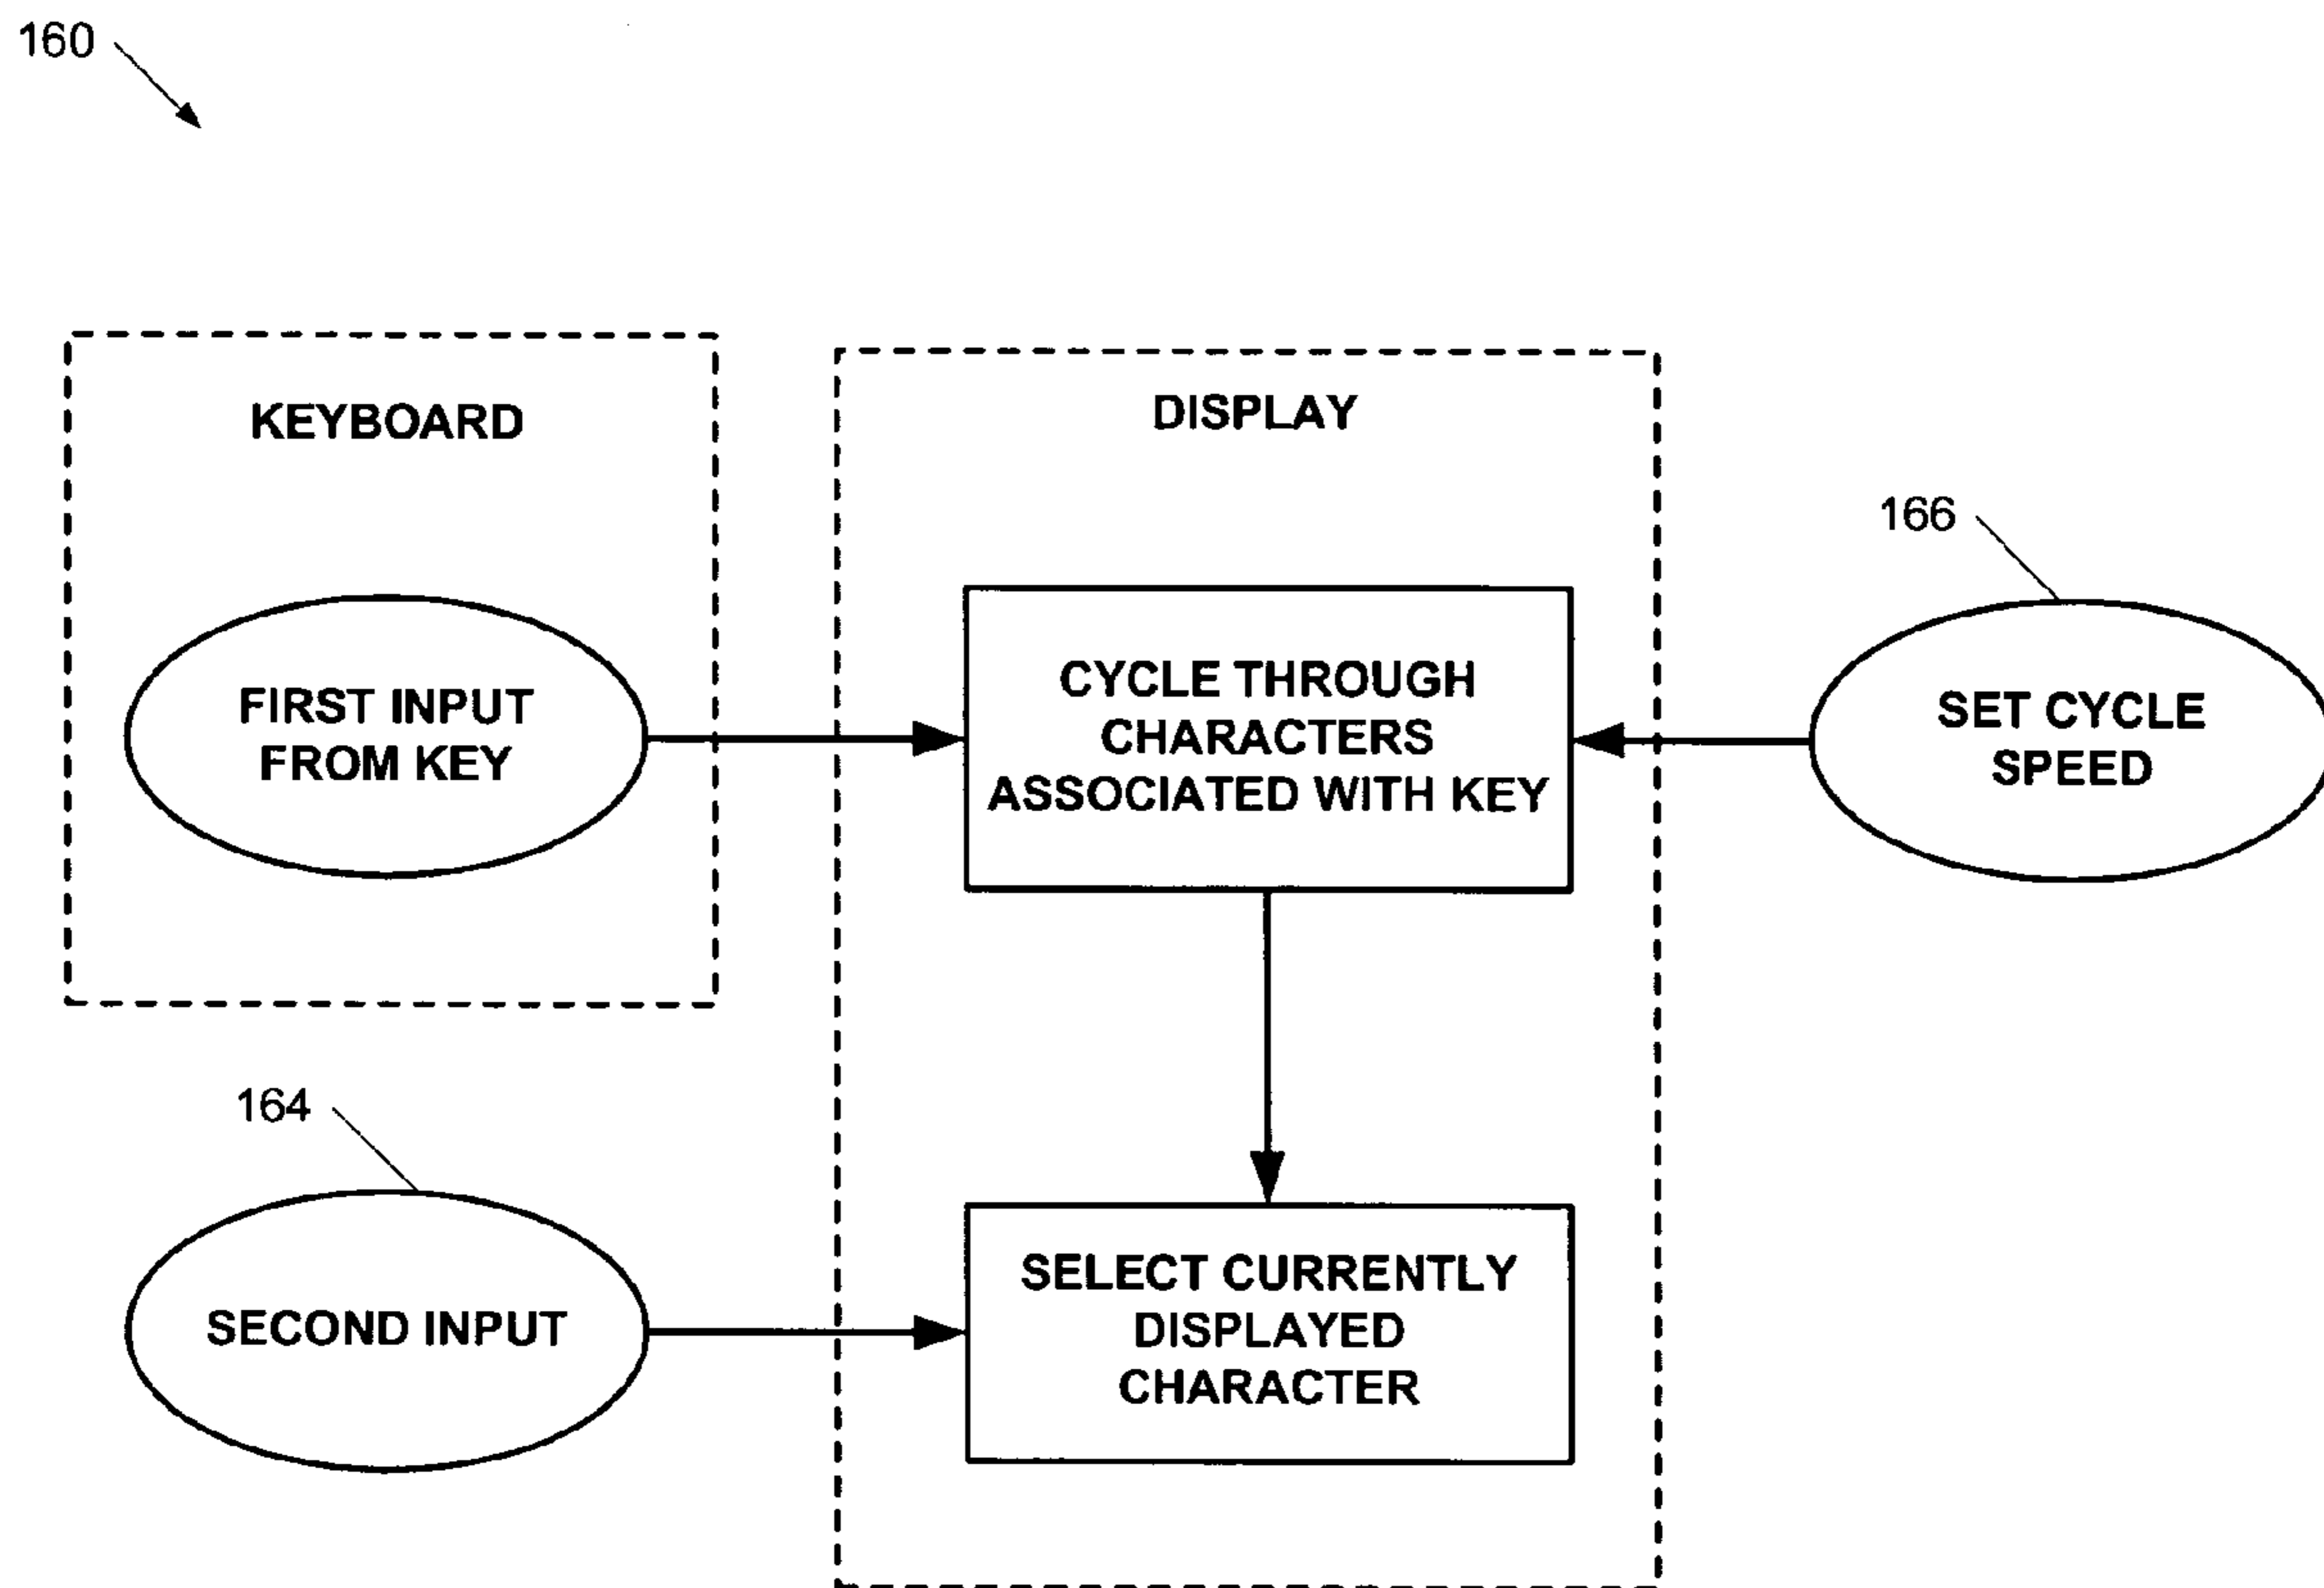 160
KEYBOARD
DISPLAY
166
FIRST INPUT
FROM KEY
CYCLE THROUGH
CHARACTERS
ASSOCIATED WITH KEY
SET CYCLE
SPEED
164
SECOND INPUT
SELECT CURRENTLY
DISPLAYED
CHARACTER